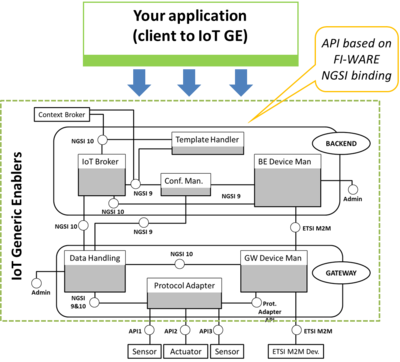 Your application
(client to IoT GE)
API based on
FI-WARE
NGSI binding
Context Broker
NGSI 10
Template Handler
BACKEND
IoT Broker
Conf. Man.
BE Device Man
NGSI 9
NGSI 9
NGSI 10
Admin
NGSI 10
NGSI 9
ETSI M2M
IoT Generic Enablers
Data Handling
NGSI 10
GW Device Man
GATEWAY
Protocol Adapter
Admin
NGSI
9&10
Prot.
Adapter
API1
API2
API3
ETSI M2M
Sensor
Actuator
Sensor
ETSI M2M Dev.